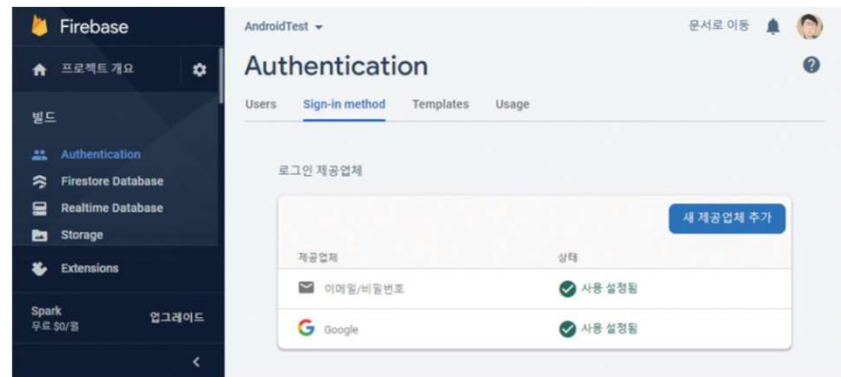 Firebase
프로젝트 개요
빌드
Authentication
Firestore Database
Realtime Database
Storage
Extensions
Spark
무료 $0/월
업그레이드
AndroidTest
문서로 이동
Authentication
Users Sign-in method Templates Usage
로그인 제공업체
새 제공업체 추가
제공업체 상태
이메일/비밀번호 사용 설정됨
Google 사용 설정됨